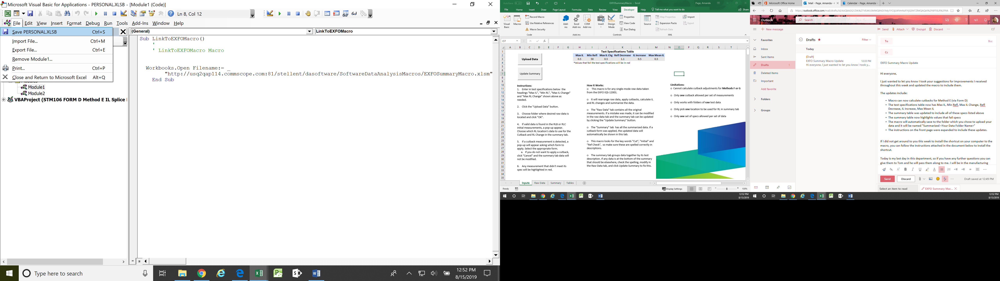 Microsoft Visual Basic for Applications - PERSONAL.XLSB - [Module1 (Code)]
Ln 8, Col 12
File Edit View Insert Format Debug Run Tools Add-Ins Window Help
Save PERSONAL.XLSB Ctrl+S
Import File... Ctrl+M
Export File... Ctrl+E
Remove Module1...
Print... Ctrl+P
Close and Return to Microsoft Excel Alt+Q
Module1
Module2
VBAProject (STM106 FORM D Method E IL Splice
(General)
LinkToEXFOMacro
Sub LinkToEXFOMacro()
'
' LinkToEXFOMacro Macro
Workbooks.Open Filename:= _
"http://usq2qap114.commscope.com:81/stellent/dasoftware/SoftwareDataAnalysisMacros/EXFOSummaryMacro.xlsm"
End Sub
Type here to search
12:52 PM
8/15/2019
EXFOSummaryMacro - Excel
Page, Amanda
File Home Insert Draw Page Layout Formulas Data Review View Developer Help Tell me what you want to do Share
Visual Basic
Macros
Record Macro
Use Relative References
Macro Security
Code
Add-ins
Excel Add-ins
COM Add-ins
Add-ins
Insert
Design Mode
Properties
View Code
Run Dialog
Controls
Source
Map Properties
Expansion Packs
Refresh Data
Import
Export
XML
O7
A B C D E F G H I J K L M N O P Q R S T
Test Specifications Table
Max IL Min Refl Max IL Chg Refl Decrease IL Increase Max Mean IL
0.5 50 0.5 1.1 0.5 0.5
*Values that fail the test specifications will be in red
Upload Data
Update Summary
Instructions:
1. Enter in test specifications below the
headings "Max IL", "Min RL", "Max IL Change"
and "Max RL Change" shown above as
needed.
2. Click the "Upload Data" button.
3. Choose folder where desired raw data is
located and click "OK".
4. If valid data is found in the RLB or RLC
initial measurements, a pop-up appear.
Choose which RL location's data to use for the
Cutback and RL Change in the summary tab.
5. If a cutback measurement is detected, a
pop-up will appear asking which form to
apply. Select the appropriate form.
a. If you do not want to apply a cutback,
click "Cancel" and the summary tab data will
not be modified.
6. Any measurement that didn't meet its
spec will be highlighted in red.
How It Works:
o This macro is for any single-mode raw data taken
from the EXFO IQS-12001.
o It will rearrange raw data, apply cutbacks, calculate IL
and RL changes and summarize the data.
o The "Raw Data" tab contains all the original
measurements. If a mistake was made, it can be modified
in the raw data tab and the summary tab can be updated
by clicking the "Update Summary" button.
o The "Summary" tab has all the summarized data. If a
cutback form was applied, the updated data will
automatically be shown in this tab.
o This macro looks for the key words "Cut", "Initial" and
"Ref Check", so make sure these are spelled correctly in
descriptions.
o The summary tab groups data together by its test
description. If any data is at the bottom of the summary
that should be elsewhere, check the spelling, modify in
the Raw Data tab, and click Update Summary to fix this.
Limitations:
o Cannot calculate cutback adjustments for Methods F or G
o Only one cutback allowed per set of measurements
o Only works with folders of raw test data
o Only pick one location to be used for RL in summary tab
o Only one set of specs allowed per set of data
Inputs Raw Data Summary Tables
Ready
Display Settings
100%
12:52 PM
8/15/2019
Microsoft Office Home
Mail - Page, Amanda -
Calendar - Page, Amanda -
Outlook
Search
New message
Send Attach Encrypt Discard
Favorites
Inbox
Sent Items
Drafts 1
Deleted Items
Important
Add favorite
Folders
Groups
Drafts
Filter
Today
[Draft]
EXFO Summary Macro Update 12:33 PM
Hi everyone, I just wanted to let you know I took y...
To
Bcc
Cc
EXFO Summary Macro Update
Hi everyone,
I just wanted to let you know I took your suggestions for improvements I received
throughout this week and updated the macro to include them.
The updates include:
• Macro can now calculate cutbacks for Method E (via Form D)
• The test specifications table now has Max IL, Min Refl, Max IL Change, Refl
Decrease, IL Increase, Max Mean IL
• The summary table was updated to include all of these specs listed above
• The summary table now highlights values that fail specs
• The macro will automatically save to the folder which you chose to upload your
data and it will be named "Summarized <Your Data Folder Name>"
• The instructions on the front page were expanded to include these updates.
If I did not get around to you this week to install the shortcut on your computer to the
macro, you can follow the instructions attached in the document below to install the
shortcut.
Today is my last day in this department, so if you have any further questions you can
give them to Tom and he will pass them along to me. I will be in the manufacturing
Send
Discard
Draft saved at 12:49 PM
Select an item to read
EXFO Summary Mac...
12:52 PM
8/15/2019